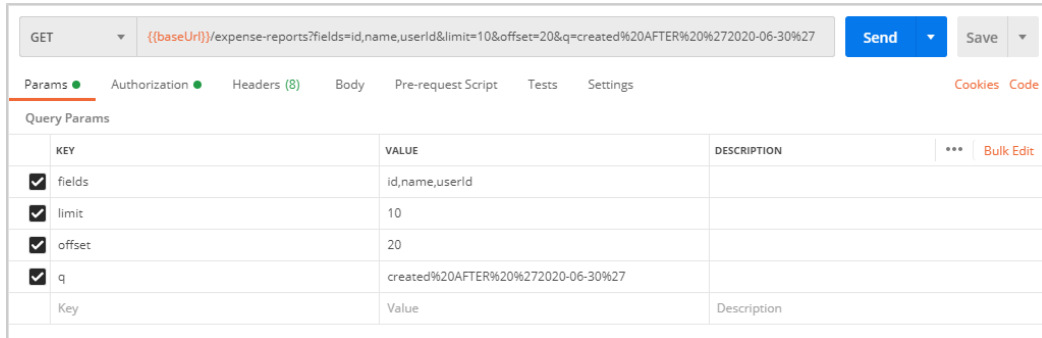 GET {{baseUrl}}/expense-reports?fields=id,name,userId&limit=10&offset=20&q=created%20AFTER%20%272020-06-30%27 Send Save
Params Authorization Headers (8) Body Pre-request Script Tests Settings Cookies Code
Query Params
KEY VALUE DESCRIPTION ••• Bulk Edit
fields id,name,userId
limit 10
offset 20
q created%20AFTER%20%272020-06-30%27
Key Value Description